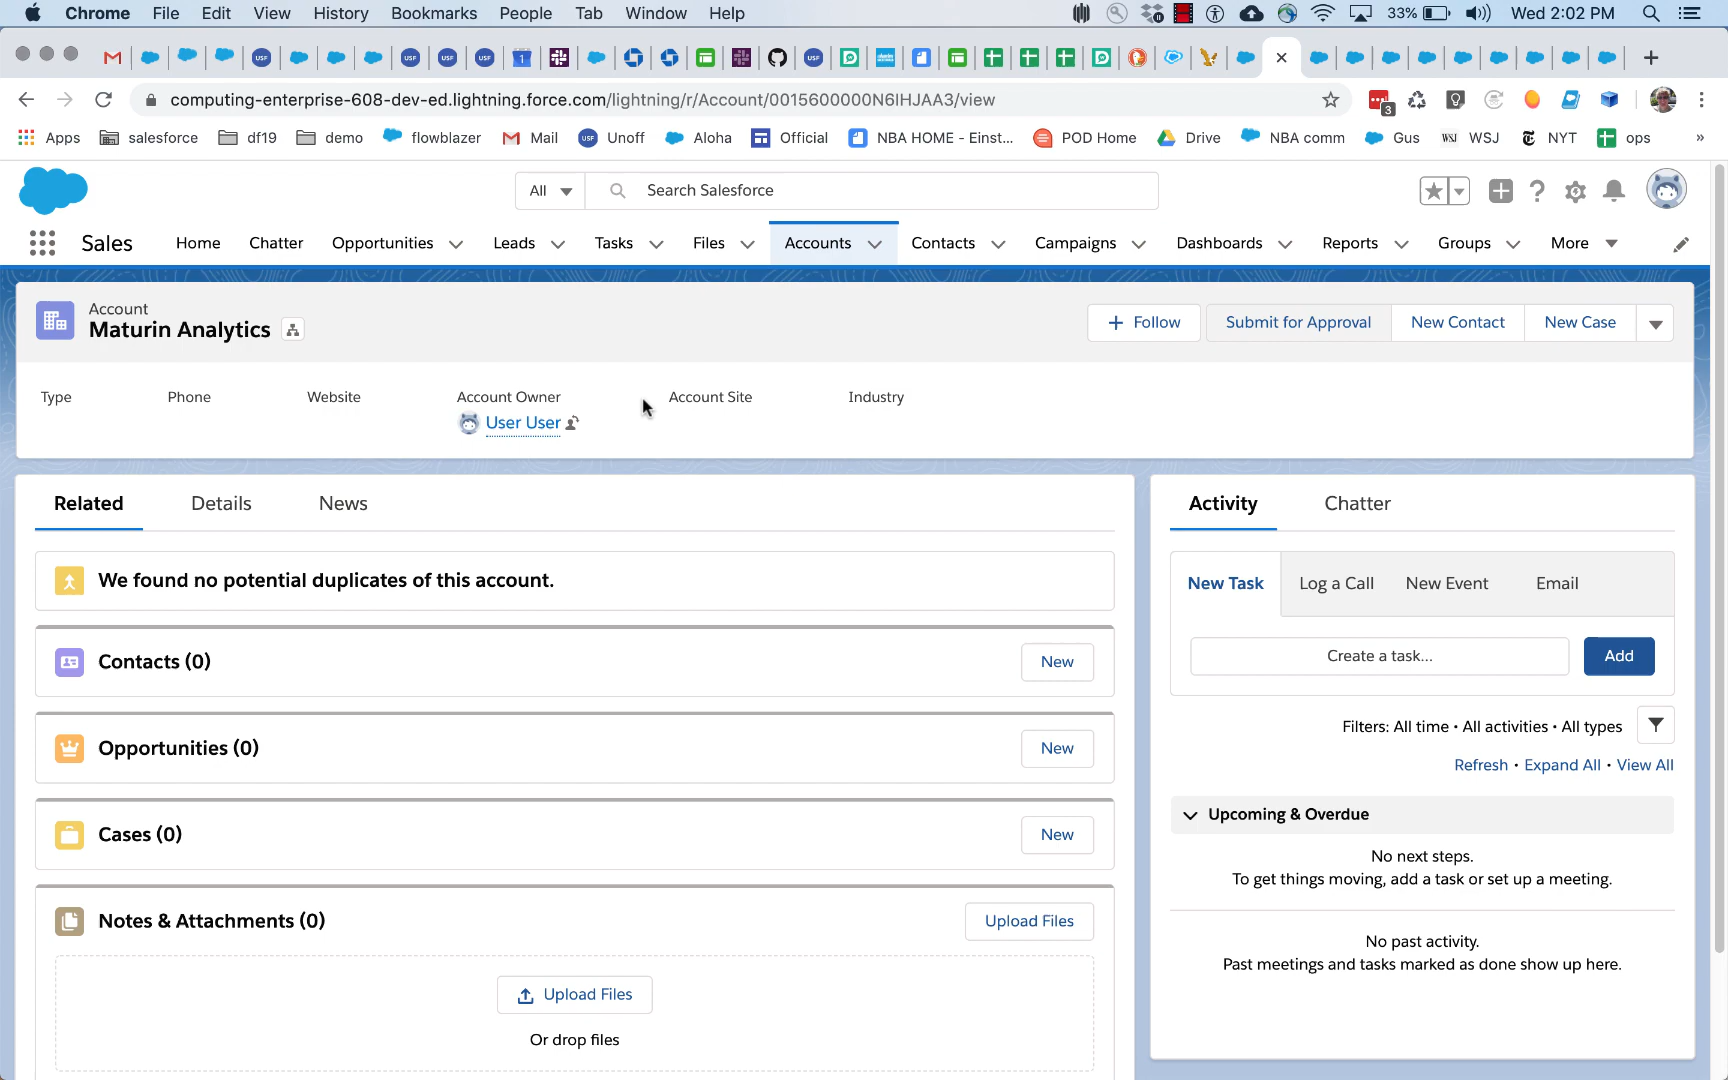 Chrome File Edit View History Bookmarks People Tab Window Help 33% Wed 2:02 PM
computing-enterprise-608-dev-ed.lightning.force.com/lightning/r/Account/0015600000N6IHJAA3/view 3
Apps salesforce df19 demo flowblazer Mail Unoff Aloha Official NBA HOME - Einst... POD Home Drive NBA comm Gus WSJ NYT ops »
All Search Salesforce
Sales Home Chatter Opportunities Leads Tasks Files Accounts Contacts Campaigns Dashboards Reports Groups More
Account
Maturin Analytics
Follow Submit for Approval New Contact New Case
Type Phone Website Account Owner Account Site Industry
User User
Related Details News
Activity Chatter
We found no potential duplicates of this account.
New Task Log a Call New Event Email
Contacts (0) New
Create a task... Add
Opportunities (0) New
Filters: All time • All activities • All types
Refresh • Expand All • View All
Cases (0) New
Upcoming & Overdue
No next steps.
To get things moving, add a task or set up a meeting.
Notes & Attachments (0) Upload Files
No past activity.
Past meetings and tasks marked as done show up here.
Upload Files
Or drop files